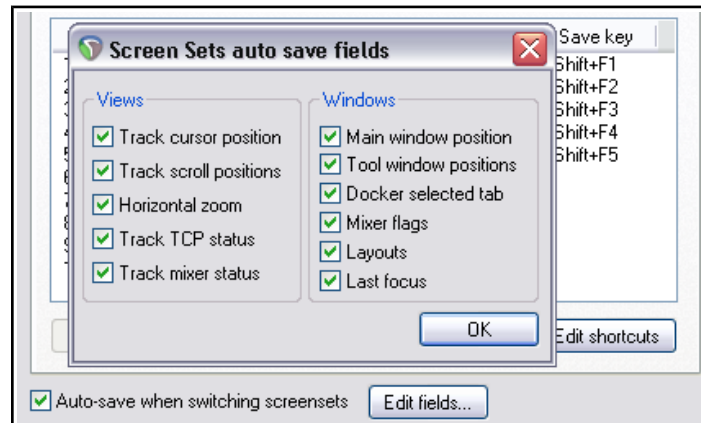 Save key
Screen Sets auto save fields
Shift+F1
Shift+F2
Shift+F3
Shift+F4
Shift+F5
Views
Track cursor position
Track scroll positions
Horizontal zoom
Track TCP status
Track mixer status
Windows
Main window position
Tool window positions
Docker selected tab
Mixer flags
Layouts
Last focus
OK
Edit shortcuts
Auto-save when switching screensets
Edit fields...